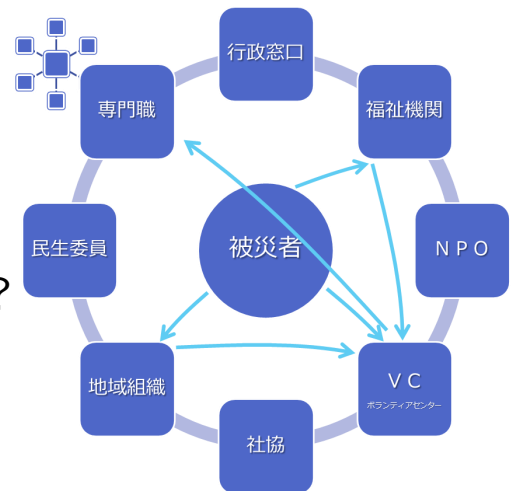 行政窓口
専門職
福祉機関
民生委員
被災者
ＮＰＯ
?
地域組織
ＶＣ
ボランティアセンター
社協